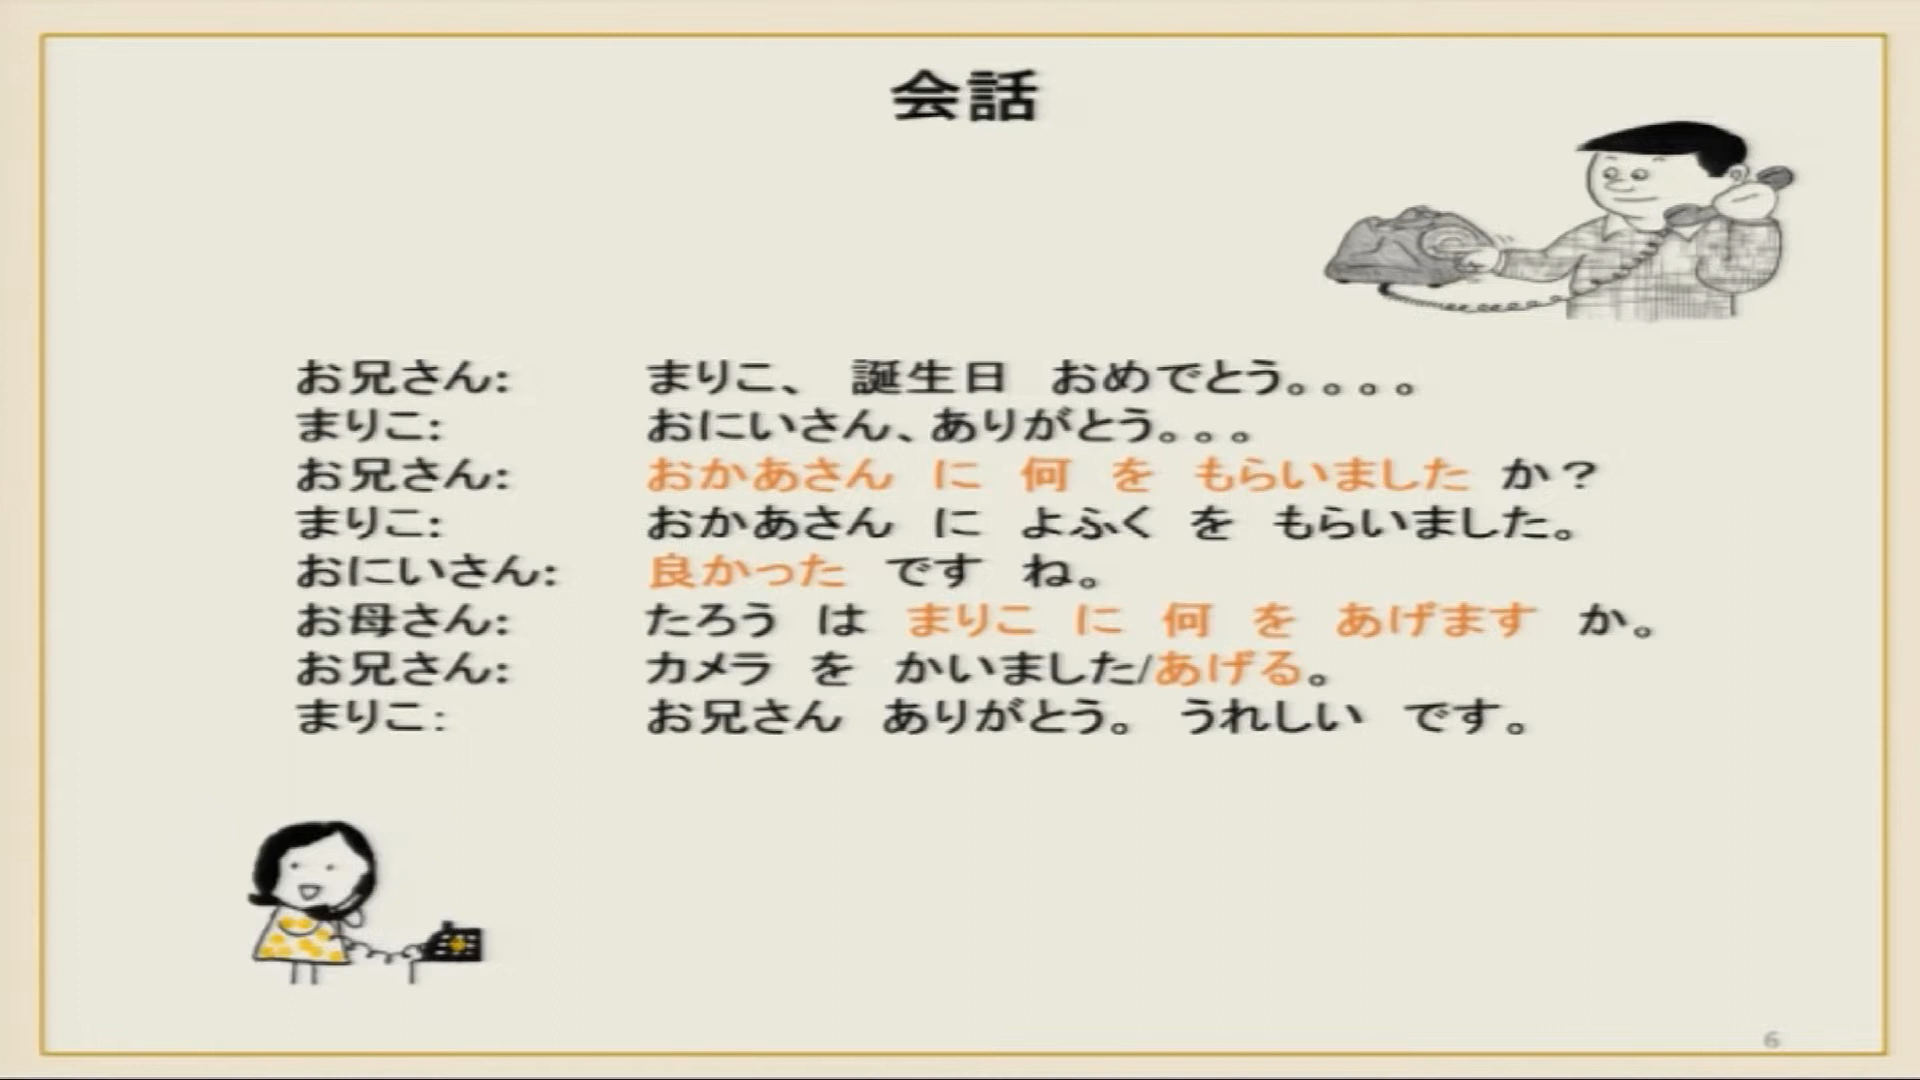 会話
お兄さん: まりこ、 誕生日 おめでとう。。。。
まりこ: おにいさん、ありがとう。。。
お兄さん: おかあさん に 何 を もらいました か？
まりこ: おかあさん に よふく を もらいました。
おにいさん: 良かった です ね。
お母さん: たろう は まりこ に 何 を あげます か。
お兄さん: カメラ を かいました/あげる。
まりこ: お兄さん ありがとう。 うれしい です。
6